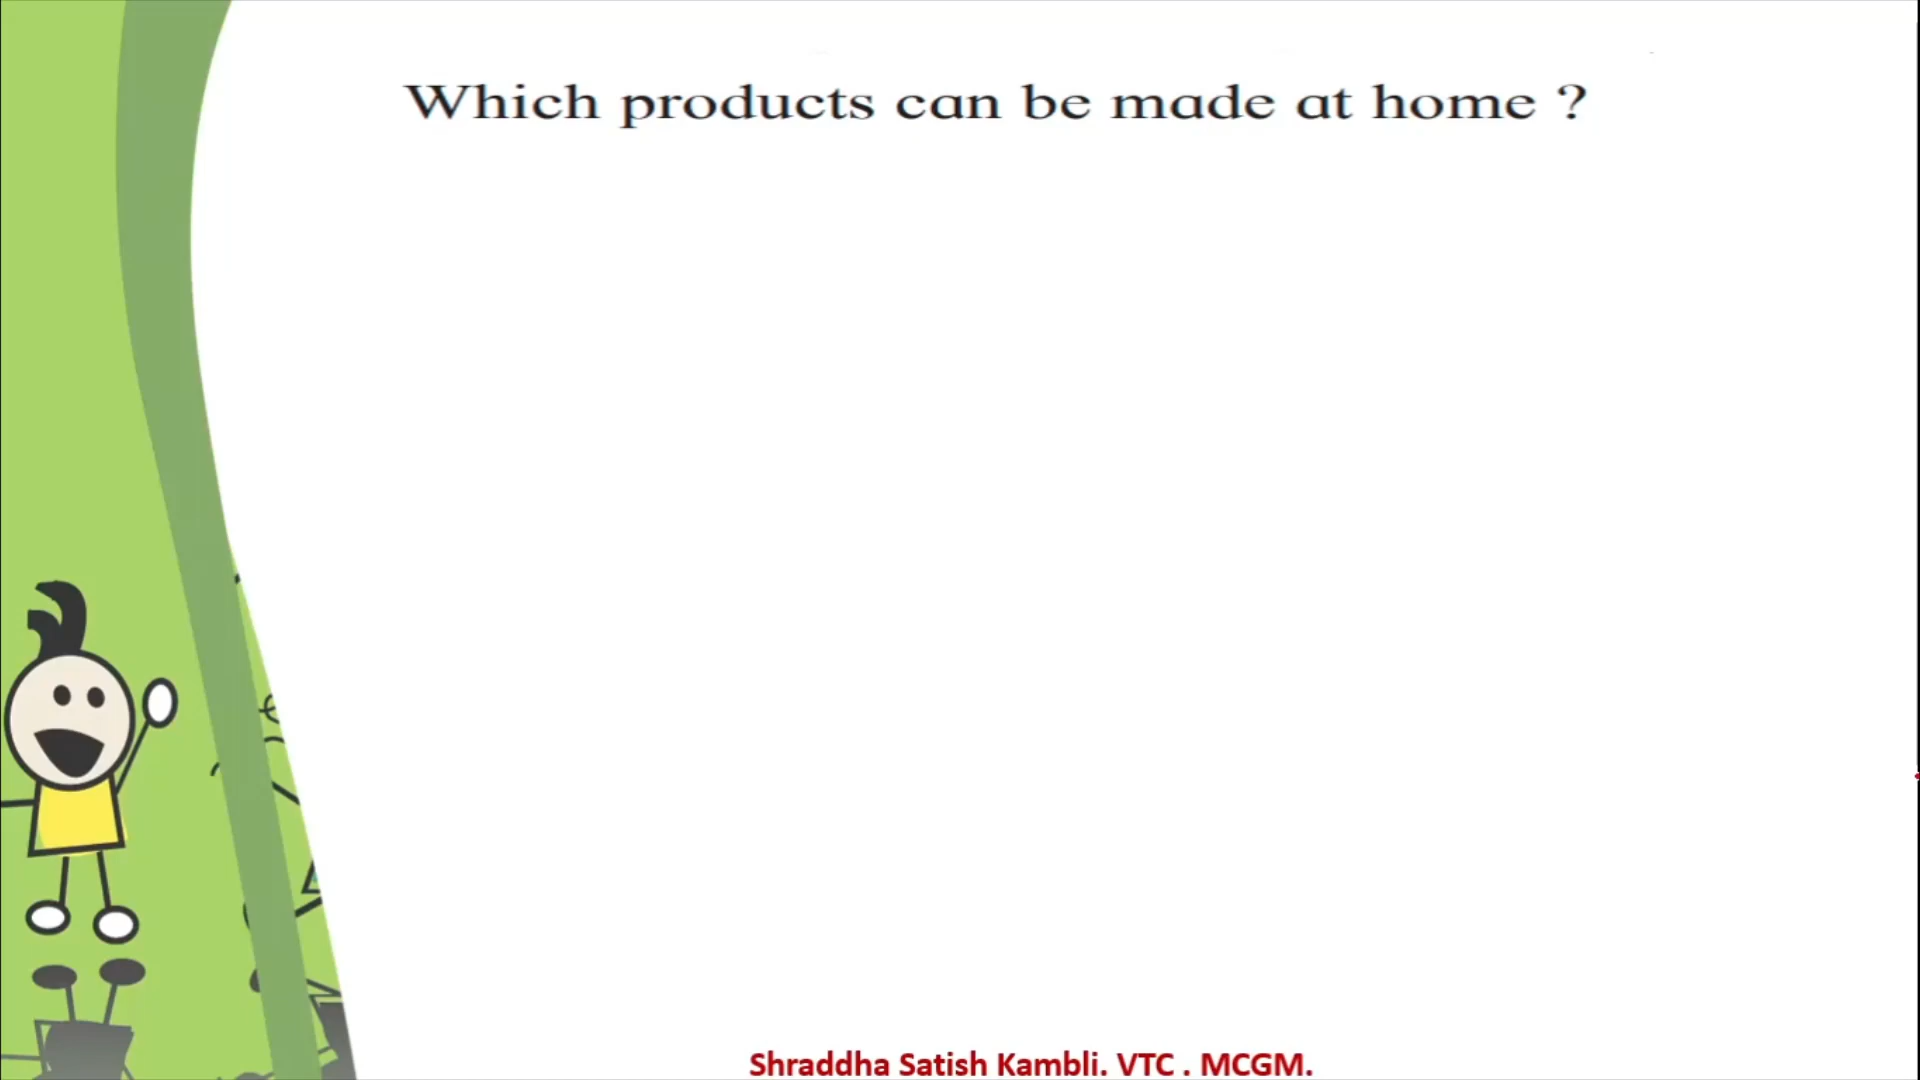 Which products can be made at home ?
Shraddha Satish Kambli. VTC . MCGM.